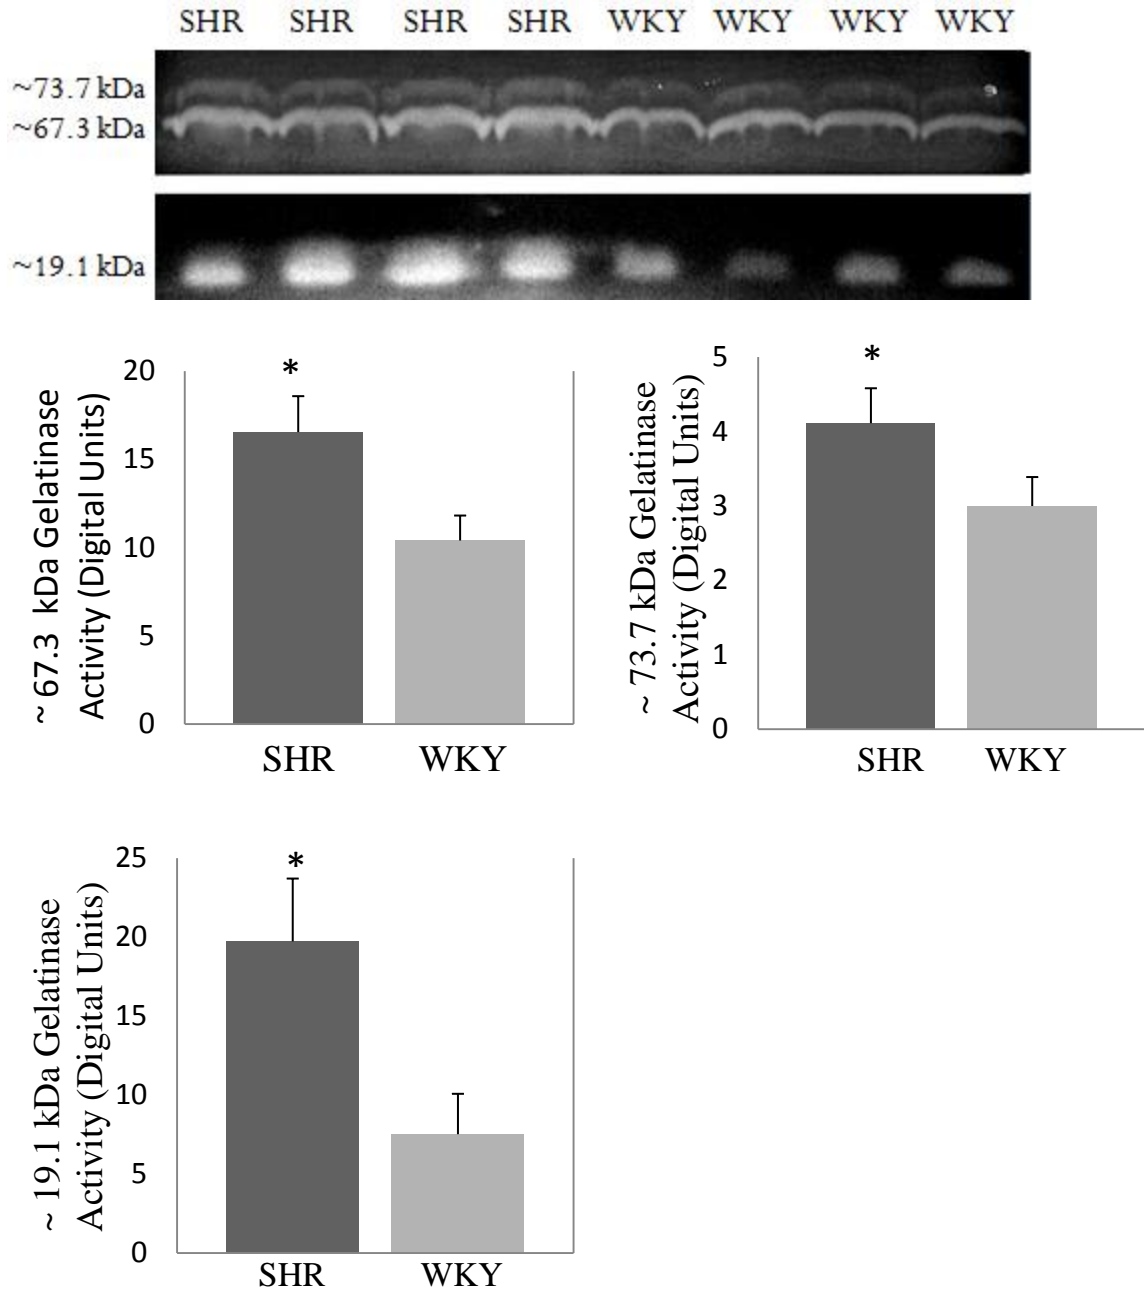 SHR SHR SHR SHR WKY WKY WKY WKY
~73.7 kDa
~67.3 kDa
~19.1 kDa
~ 67.3 kDa Gelatinase
Activity (Digital Units)
20
15
10
5
0
*
SHR WKY
~ 73.7 kDa Gelatinase
Activity (Digital Units)
5
4
3
2
1
0
*
SHR WKY
~ 19.1 kDa Gelatinase
Activity (Digital Units)
25
20
15
10
5
0
*
SHR WKY